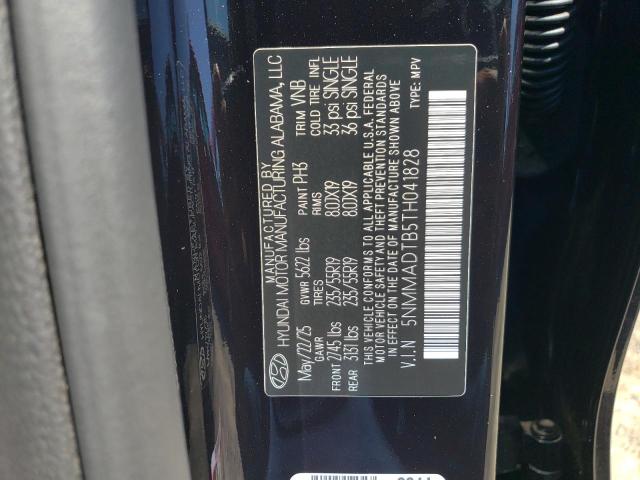 MANUFACTURED BY
HYUNDAI MOTOR MANUFACTURING ALABAMA, LLC
May/22/25 GVWR 5622 lbs PAINT PH3 TRIM VNB
GAWR TIRES RIMS COLD TIRE INFL
FRONT 2745 lbs 235/55R19 8.0JX19 33 psi SINGLE
REAR 3131 lbs 235/55R19 8.0JX19 36 psi SINGLE
THIS VEHICLE CONFORMS TO ALL APPLICABLE U.S.A. FEDERAL
MOTOR VEHICLE SAFETY AND THEFT PREVENTION STANDARDS
IN EFFECT ON THE DATE OF MANUFACTURE SHOWN ABOVE
V.I.N 5NMMADTB5TH041828 TYPE: MPV